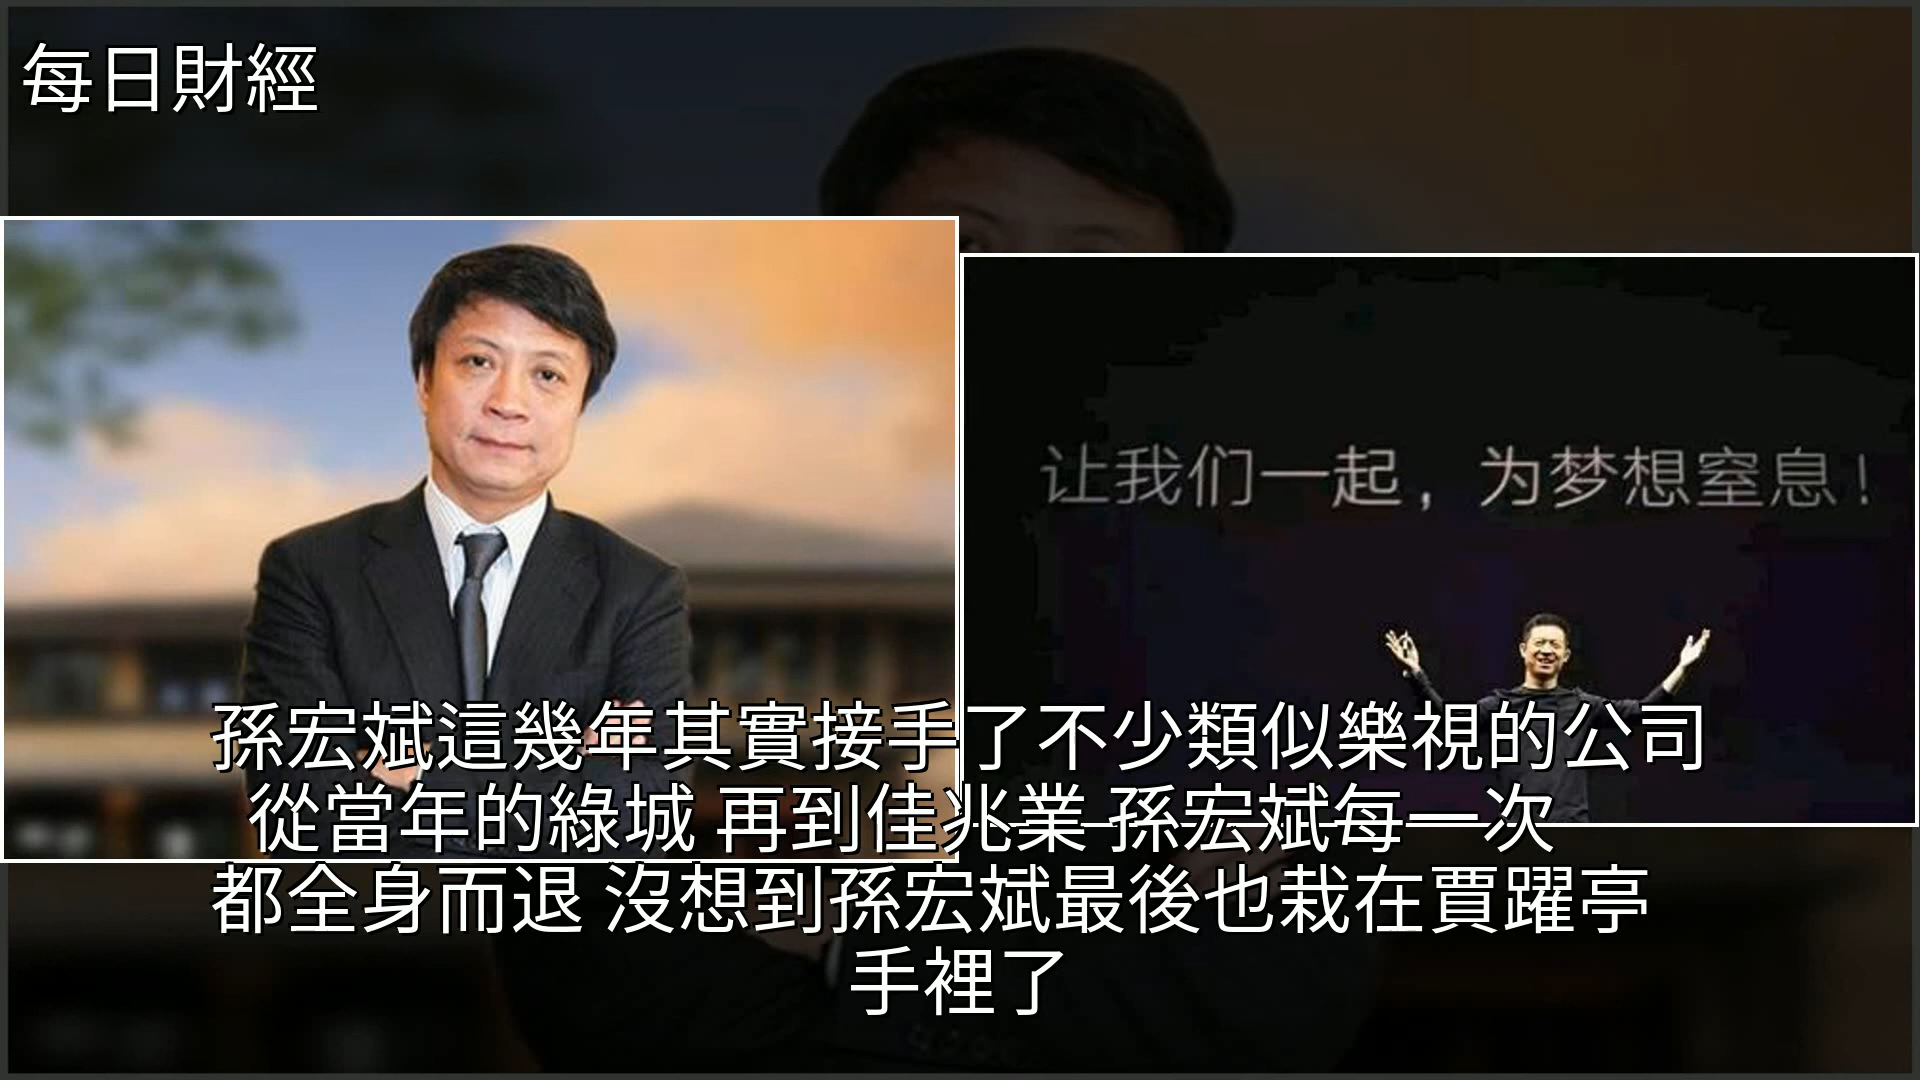 每日財經
让我们一起，为梦想窒息！
孫宏斌這幾年其實接手了不少類似樂視的公司
從當年的綠城 再到佳兆業 孫宏斌每一次
都全身而退 沒想到孫宏斌最後也栽在賈躍亭
手裡了